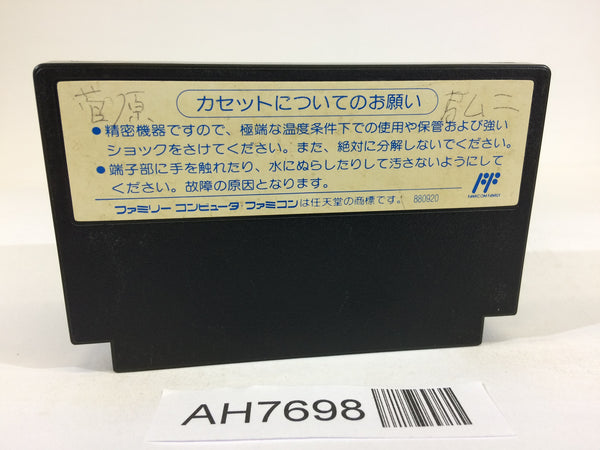 菅原
カセットについてのお願い
●精密機器ですので、極端な温度条件下での使用や保管および強い
ショックをさけてください。また、絶対に分解しないでください。
●端子部に手を触れたり、水にぬらしたりして汚さないようにして
ください。故障の原因となります。
FAMICOM FAMILY
ファミリーコンピュータ・ファミコンは任天堂の商標です。 880920
AH7698